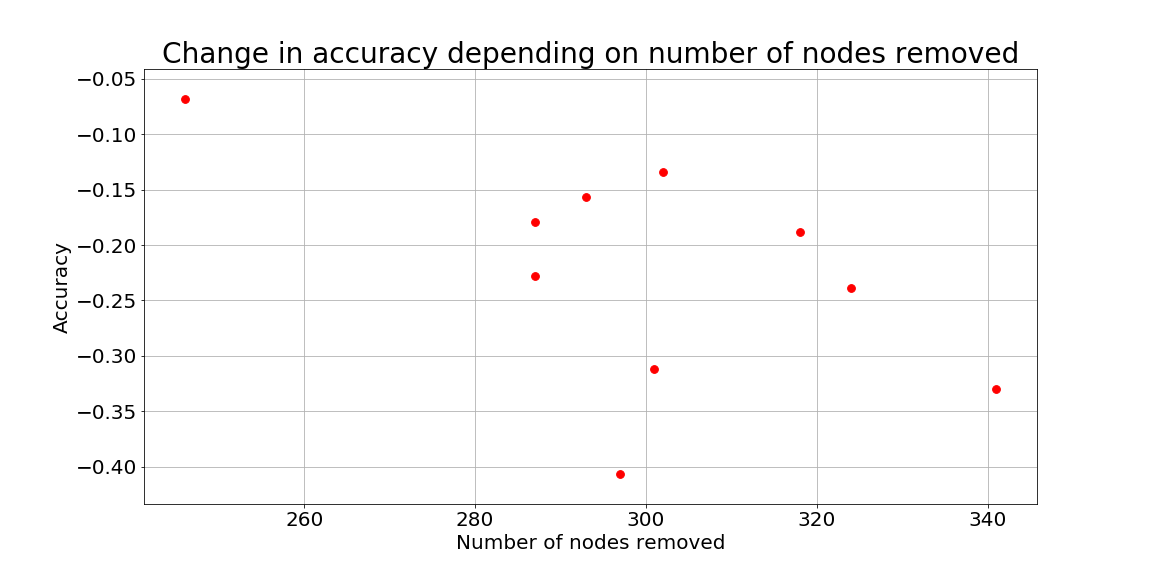 Change in accuracy depending on number of nodes removed
−0.05
−0.10
−0.15
−0.20
−0.25
−0.30
−0.35
−0.40
Accuracy
260 280 300 320 340
Number of nodes removed